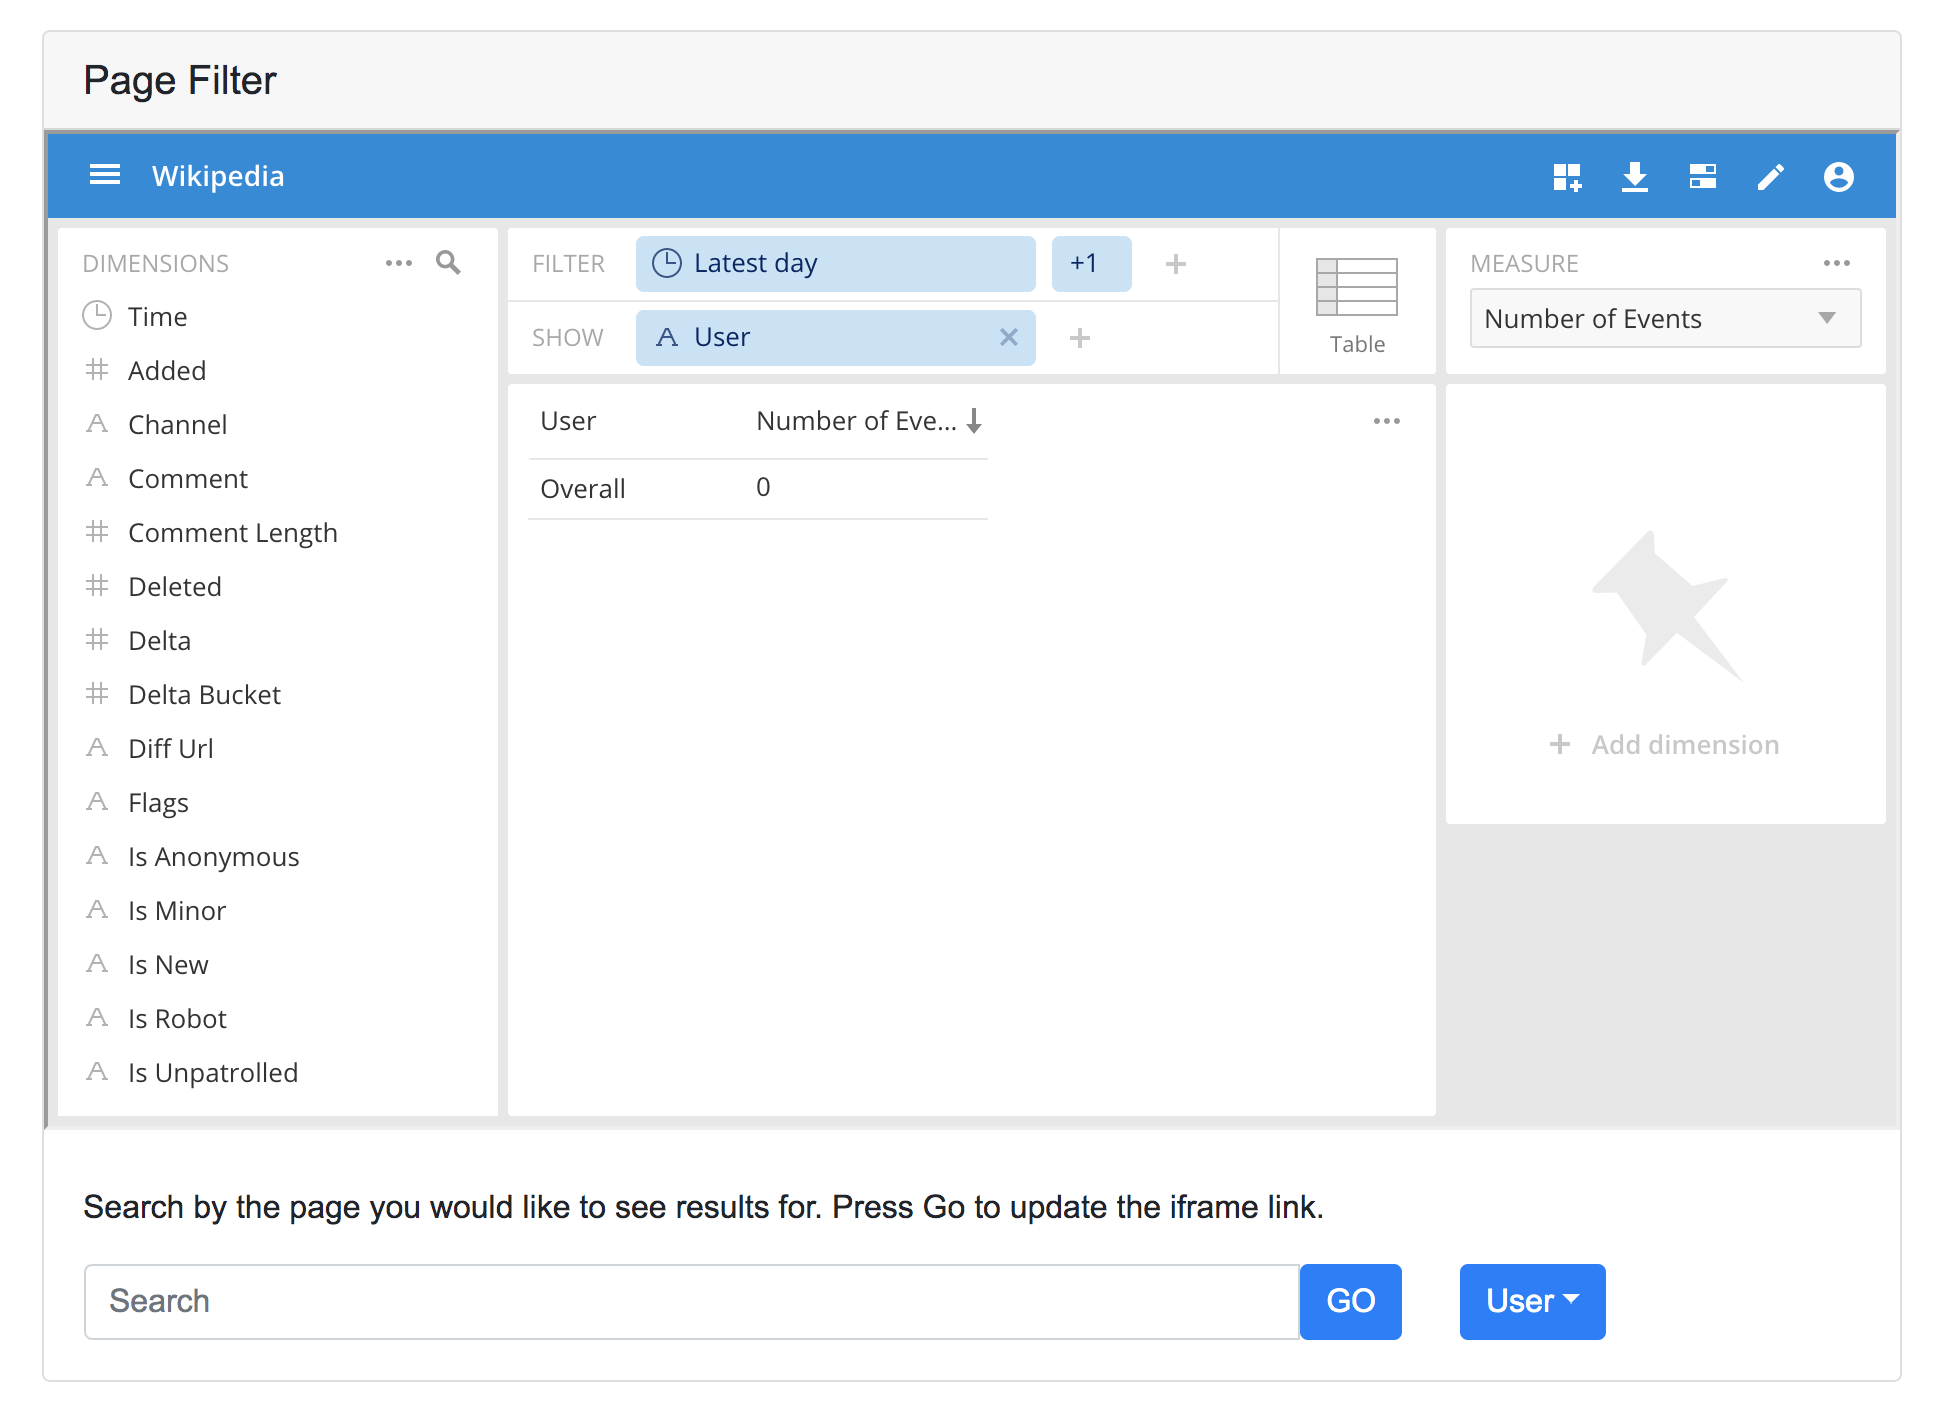 Page Filter
Wikipedia
DIMENSIONS
Time
Added
Channel
Comment
Comment Length
Deleted
Delta
Delta Bucket
Diff Url
Flags
Is Anonymous
Is Minor
Is New
Is Robot
Is Unpatrolled
FILTER Latest day +1
SHOW User
Table
User Number of Eve...
Overall 0
MEASURE
Number of Events
Add dimension
Search by the page you would like to see results for. Press Go to update the iframe link.
Search GO User